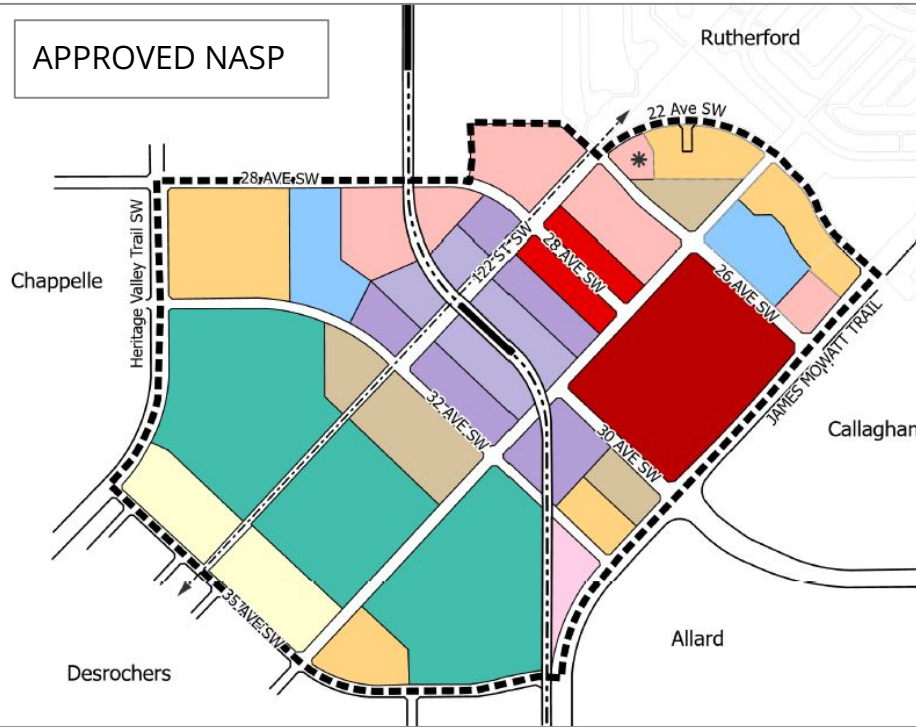 APPROVED NASP
Rutherford
22 Ave SW
28 AVE SW
Heritage Valley Trail SW
Chappelle
122 ST SW
28 AVE SW
26 AVE SW
JAMES MOWATT TRAIL
32 AVE SW
30 AVE SW
Callaghan
35 AVE SW
Allard
Desrochers